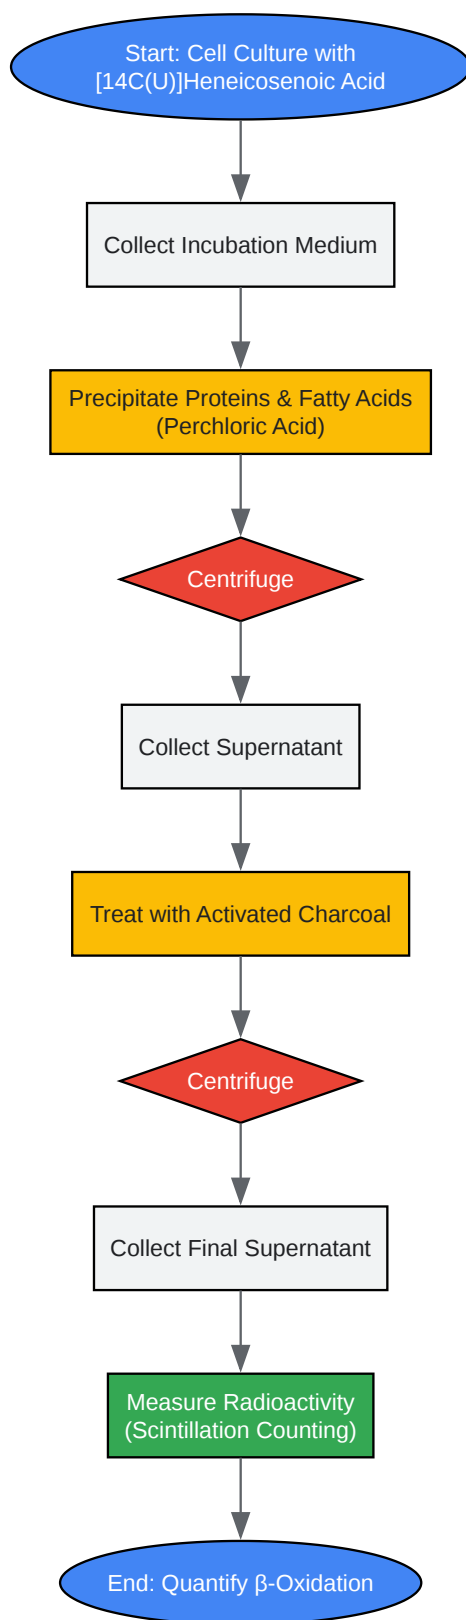 Start: Cell Culture with
[14C(U)]Heneicosenoic Acid
Collect Incubation Medium
Precipitate Proteins & Fatty Acids
(Perchloric Acid)
Centrifuge
Collect Supernatant
Treat with Activated Charcoal
Centrifuge
Collect Final Supernatant
Measure Radioactivity
(Scintillation Counting)
End: Quantify β-Oxidation